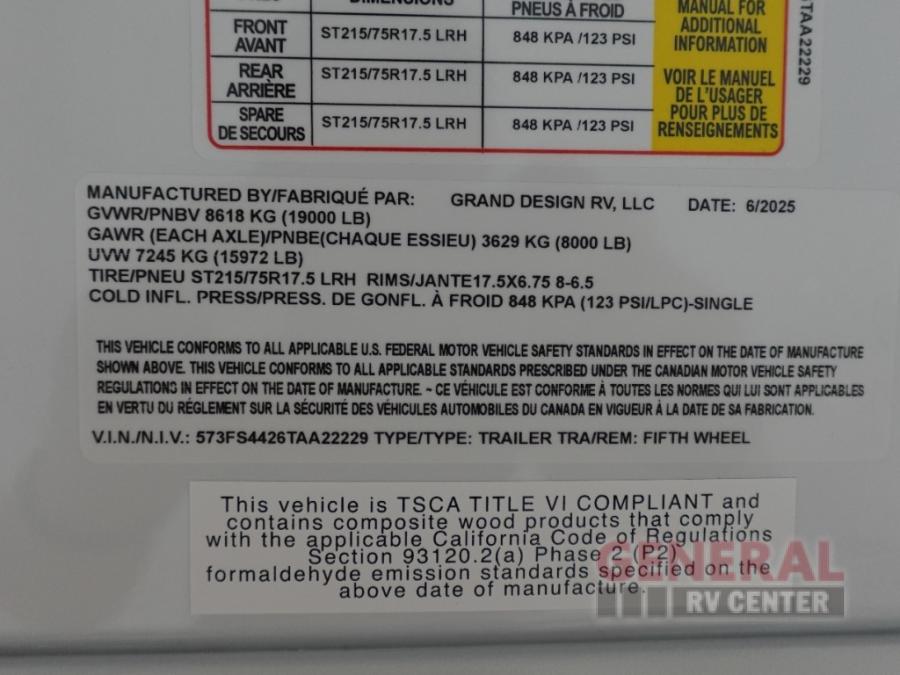 DIMENSIONS
PNEUS À FROID
MANUAL FOR
ADDITIONAL
INFORMATION
FRONT
AVANT
ST215/75R17.5 LRH
848 KPA /123 PSI
REAR
ARRIÈRE
ST215/75R17.5 LRH
848 KPA /123 PSI
SPARE
DE SECOURS
ST215/75R17.5 LRH
848 KPA /123 PSI
VOIR LE MANUEL
DE L'USAGER
POUR PLUS DE
RENSEIGNEMENTS
TAA22229
MANUFACTURED BY/FABRIQUÉ PAR: GRAND DESIGN RV, LLC DATE: 6/2025
GVWR/PNBV 8618 KG (19000 LB)
GAWR (EACH AXLE)/PNBE(CHAQUE ESSIEU) 3629 KG (8000 LB)
UVW 7245 KG (15972 LB)
TIRE/PNEU ST215/75R17.5 LRH RIMS/JANTE17.5X6.75 8-6.5
COLD INFL. PRESS/PRESS. DE GONFL. À FROID 848 KPA (123 PSI/LPC)-SINGLE
THIS VEHICLE CONFORMS TO ALL APPLICABLE U.S. FEDERAL MOTOR VEHICLE SAFETY STANDARDS IN EFFECT ON THE DATE OF MANUFACTURE
SHOWN ABOVE. THIS VEHICLE CONFORMS TO ALL APPLICABLE STANDARDS PRESCRIBED UNDER THE CANADIAN MOTOR VEHICLE SAFETY
REGULATIONS IN EFFECT ON THE DATE OF MANUFACTURE. ~ CE VÉHICULE EST CONFORME À TOUTES LES NORMES QUI LUI SONT APPLICABLES
EN VERTU DU RÉGLEMENT SUR LA SÉCURITÉ DES VÉHICULES AUTOMOBILES DU CANADA EN VIGUEUR À LA DATE DE SA FABRICATION.
V.I.N./N.I.V.: 573FS4426TAA22229 TYPE/TYPE: TRAILER TRA/REM: FIFTH WHEEL
This vehicle is TSCA TITLE VI COMPLIANT and
contains composite wood products that comply
with the applicable California Code of Regulations
Section 93120.2(a) Phase 2 (P2)
formaldehyde emission standards specified on the
above date of manufacture.
GENERAL
RV CENTER